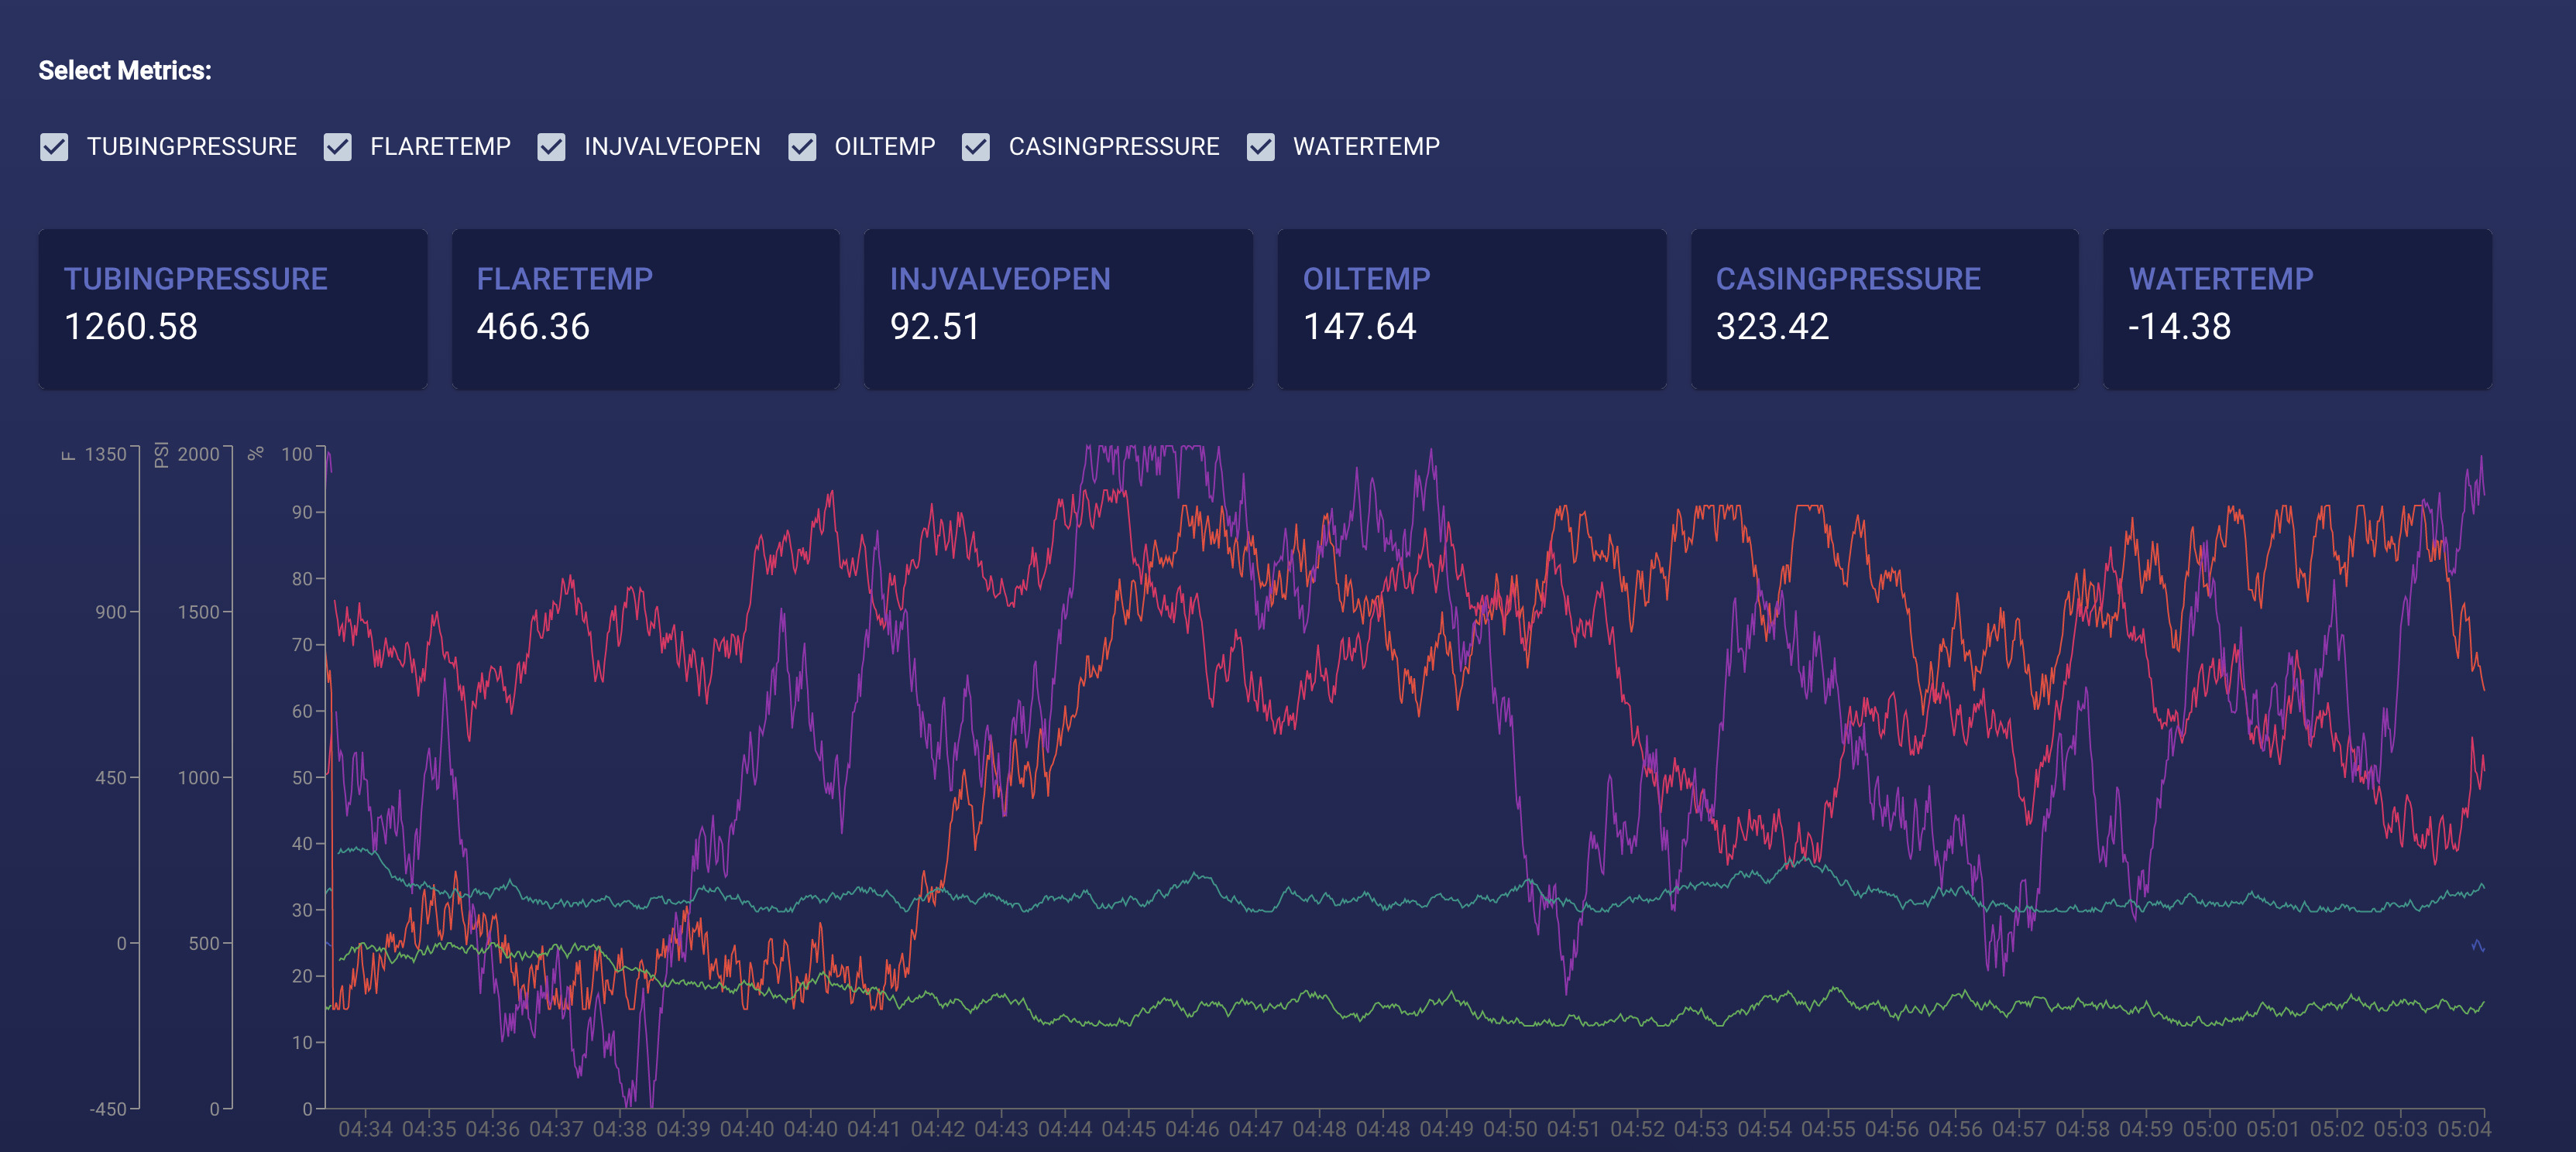 Select Metrics:
TUBINGPRESSURE FLARETEMP INJVALVEOPEN OILTEMP CASINGPRESSURE WATERTEMP
TUBINGPRESSURE FLARETEMP INJVALVEOPEN OILTEMP CASINGPRESSURE WATERTEMP
1260.58 466.36 92.51 147.64 323.42 -14.38
F 1350 PSI 2000 % 100
90
80
900 1500
70
60
450 1000 50
40
30
0 500
20
10
-450 0 0
04:34 04:35 04:36 04:37 04:38 04:39 04:40 04:40 04:41 04:42 04:43 04:44 04:45 04:46 04:47 04:48 04:48 04:49 04:50 04:51 04:52 04:53 04:54 04:55 04:56 04:56 04:57 04:58 04:59 05:00 05:01 05:02 05:03 05:04